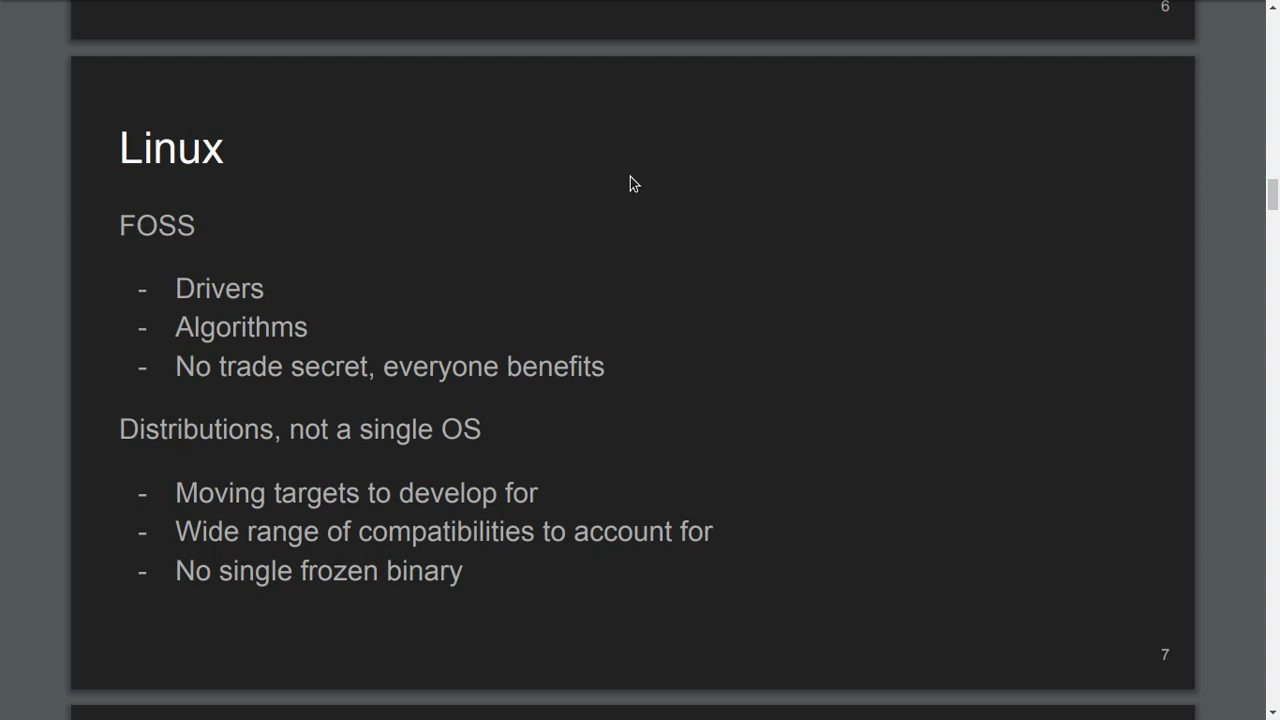 6
Linux
FOSS
- Drivers
- Algorithms
- No trade secret, everyone benefits
Distributions, not a single OS
- Moving targets to develop for
- Wide range of compatibilities to account for
- No single frozen binary
7